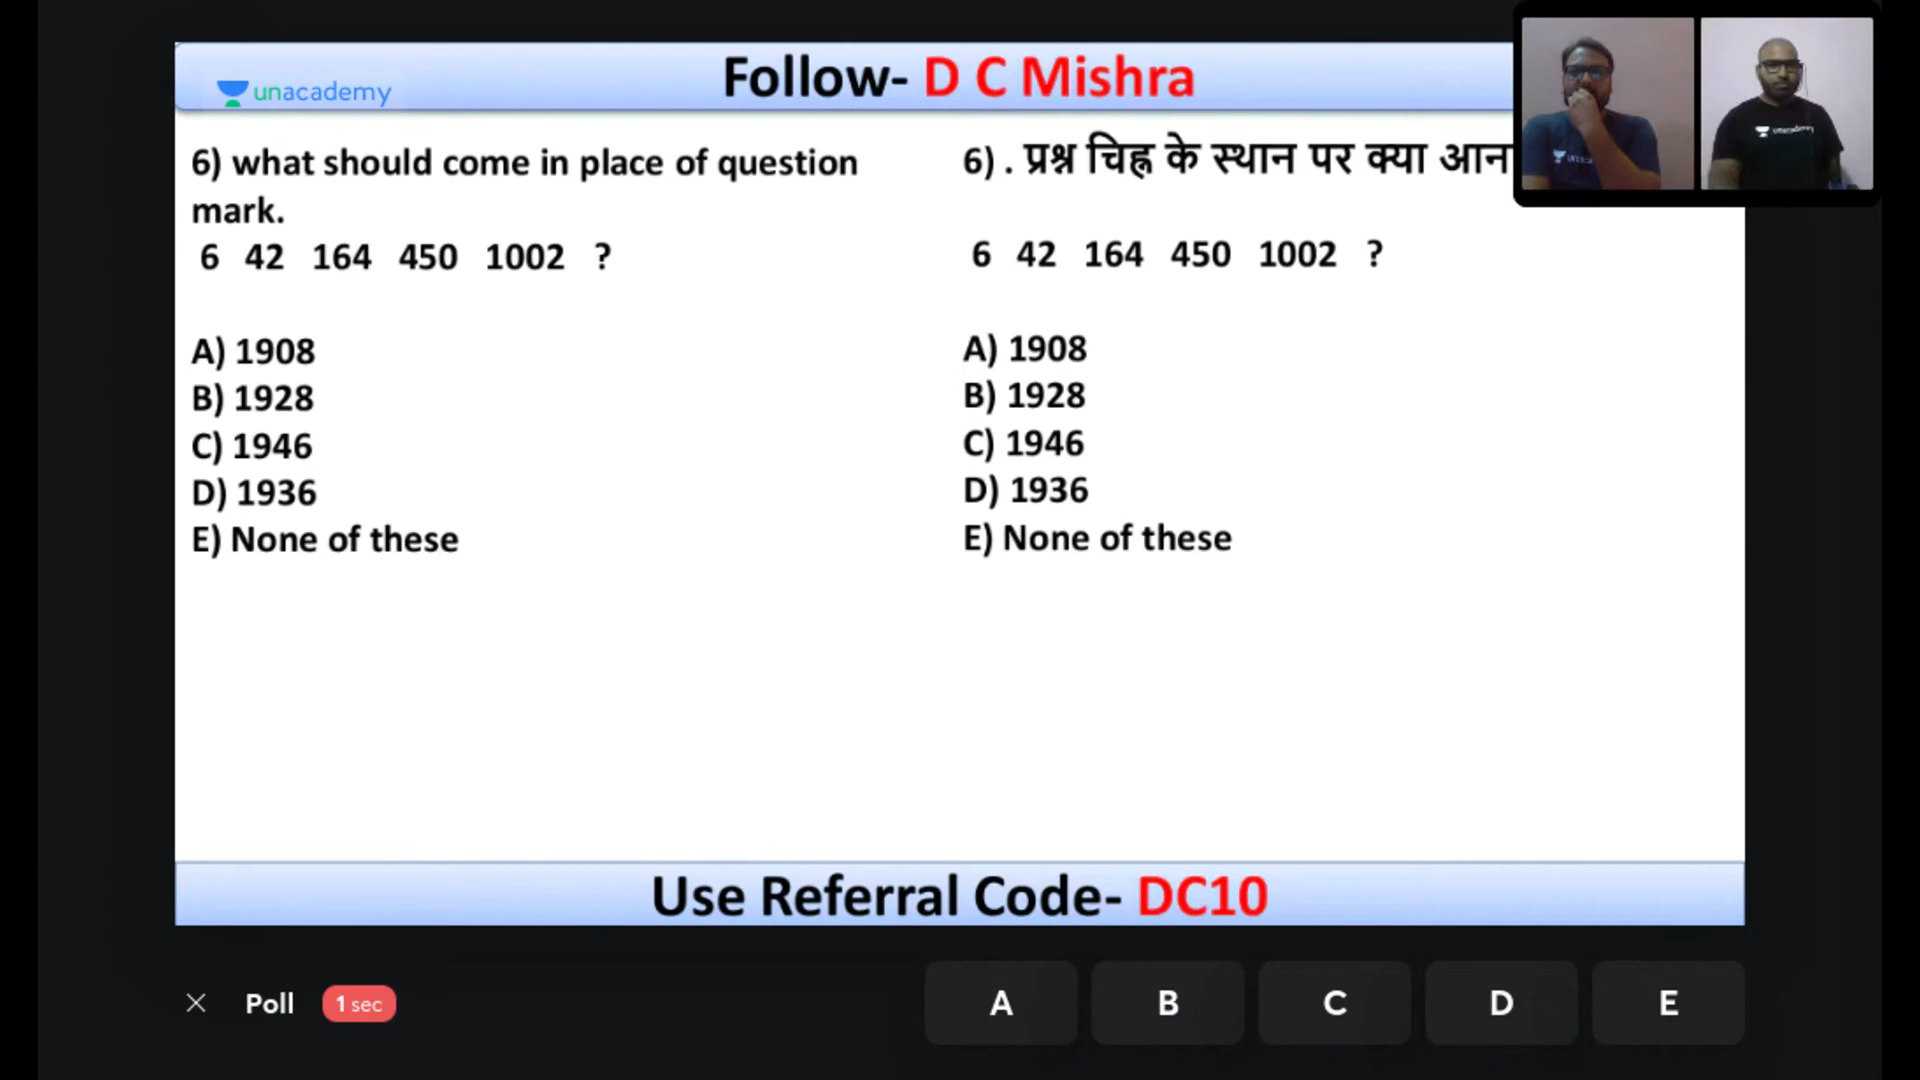 Follow- D C Mishra
unacademy
6) what should come in place of question
mark.
6 42 164 450 1002 ?
A) 1908
B) 1928
C) 1946
D) 1936
E) None of these
6) . प्रश्न चिह्न के स्थान पर क्या आन
6 42 164 450 1002 ?
A) 1908
B) 1928
C) 1946
D) 1936
E) None of these
Use Referral Code- DC10
Poll 1 sec
A B C D E